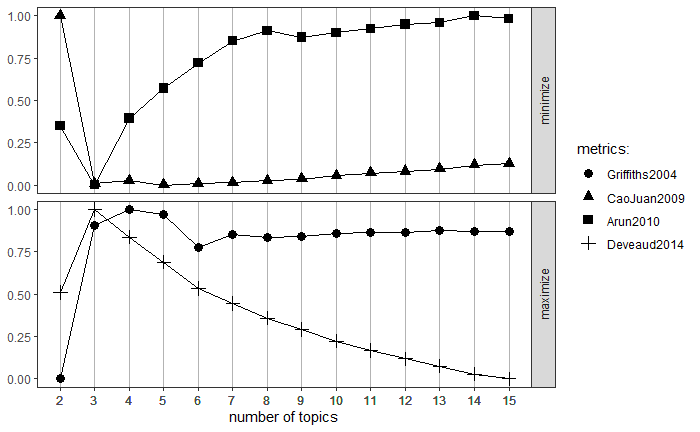 1.00
0.75
0.50
0.25
0.00
minimize
1.00
0.75
0.50
0.25
0.00
maximize
2 3 4 5 6 7 8 9 10 11 12 13 14 15
number of topics
metrics:
Griffiths2004
CaoJuan2009
Arun2010
Deveaud2014